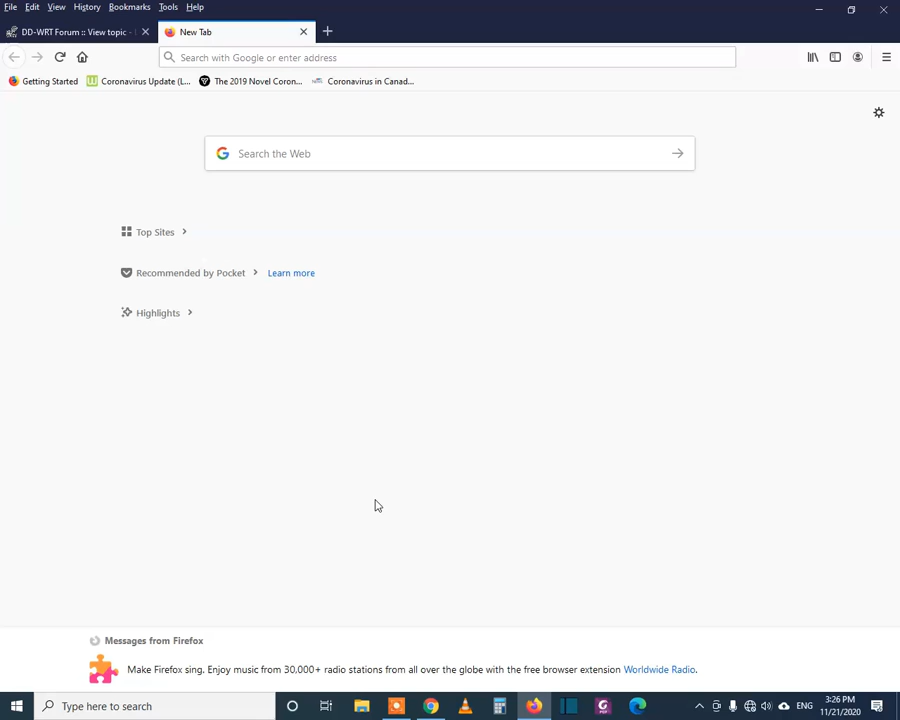 File Edit View History Bookmarks Tools Help
DD-WRT Forum :: View topic -
New Tab
Search with Google or enter address
Getting Started Coronavirus Update (L... The 2019 Novel Coron... Coronavirus in Canad...
Search the Web
Top Sites
Recommended by Pocket Learn more
Highlights
Messages from Firefox
Make Firefox sing. Enjoy music from 30,000+ radio stations from all over the globe with the free browser extension Worldwide Radio.
Type here to search
ENG
3:26 PM
11/21/2020